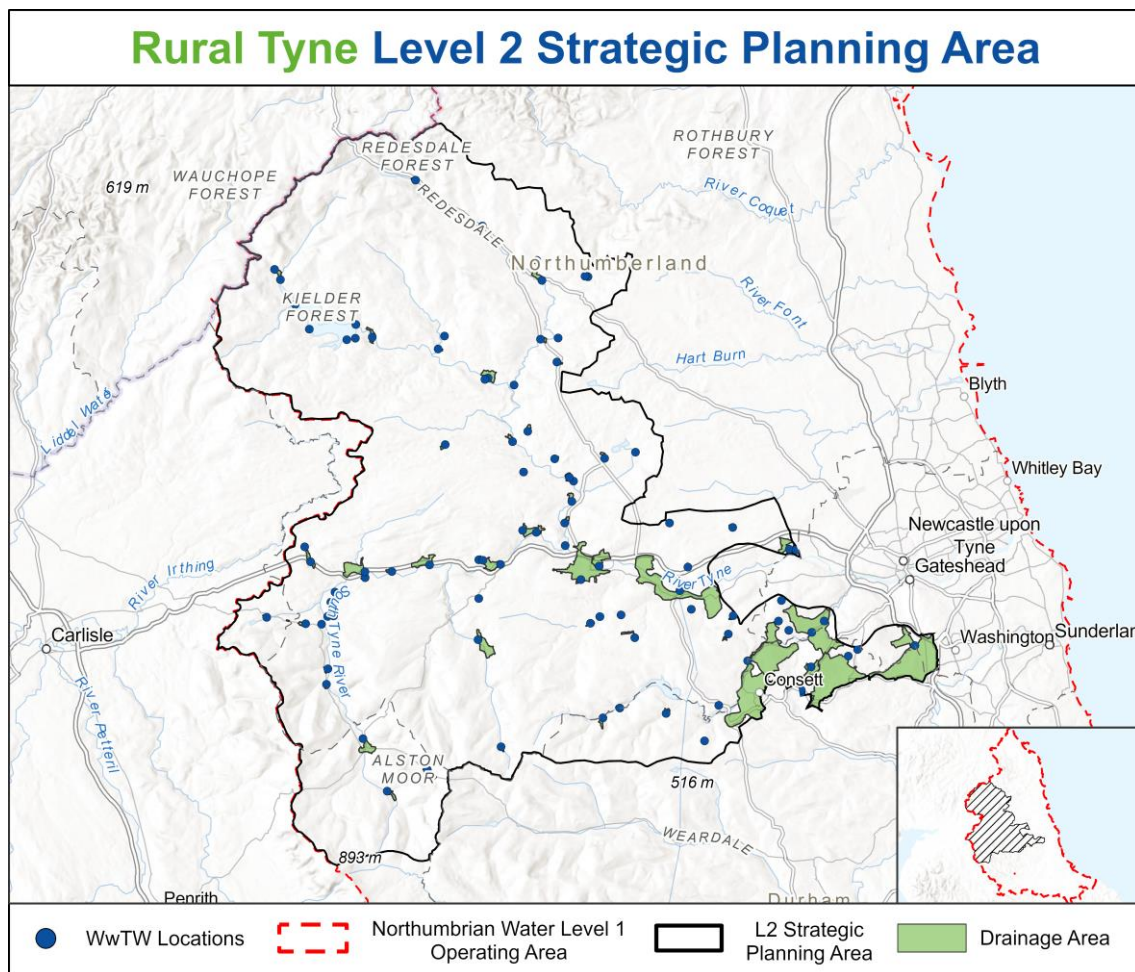 Rural Tyne Level 2 Strategic Planning Area
REDESDALE
FOREST
ROTHBURY
FOREST
WAUCHOPE
FOREST
619 m
River Coquet
REDESDALE
Northumberland
KIELDER
FOREST
River Font
Hart Burn
Blyth
Liddel Water
Whitley Bay
Newcastle upon
Tyne
Gateshead
River Irthing
River Tyne
South Tyne River
Carlisle
Washington
Sunderlan
Consett
River Petteril
ALSTON
MOOR
516 m
WEARDALE
893 m
Penrith
Durham
WwTW Locations
Northumbrian Water Level 1
Operating Area
L2 Strategic
Planning Area
Drainage Area